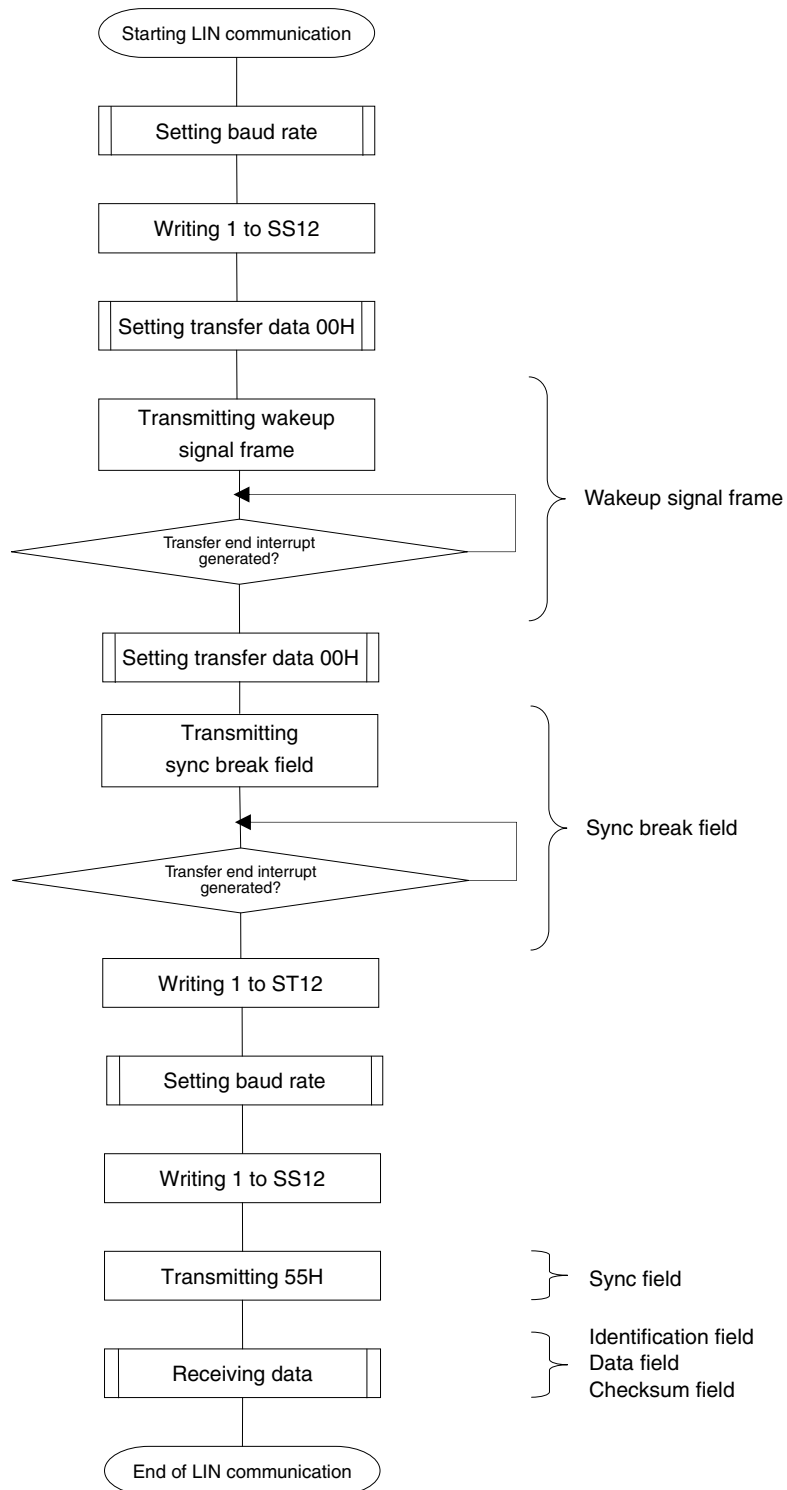 Starting LIN communication
Setting baud rate
Writing 1 to SS12
Setting transfer data 00H
Transmitting wakeup
signal frame
Wakeup signal frame
Transfer end interrupt
generated?
Setting transfer data 00H
Transmitting
sync break field
Sync break field
Transfer end interrupt
generated?
Writing 1 to ST12
Setting baud rate
Writing 1 to SS12
Transmitting 55H
Sync field
Identification field
Data field
Checksum field
Receiving data
End of LIN communication